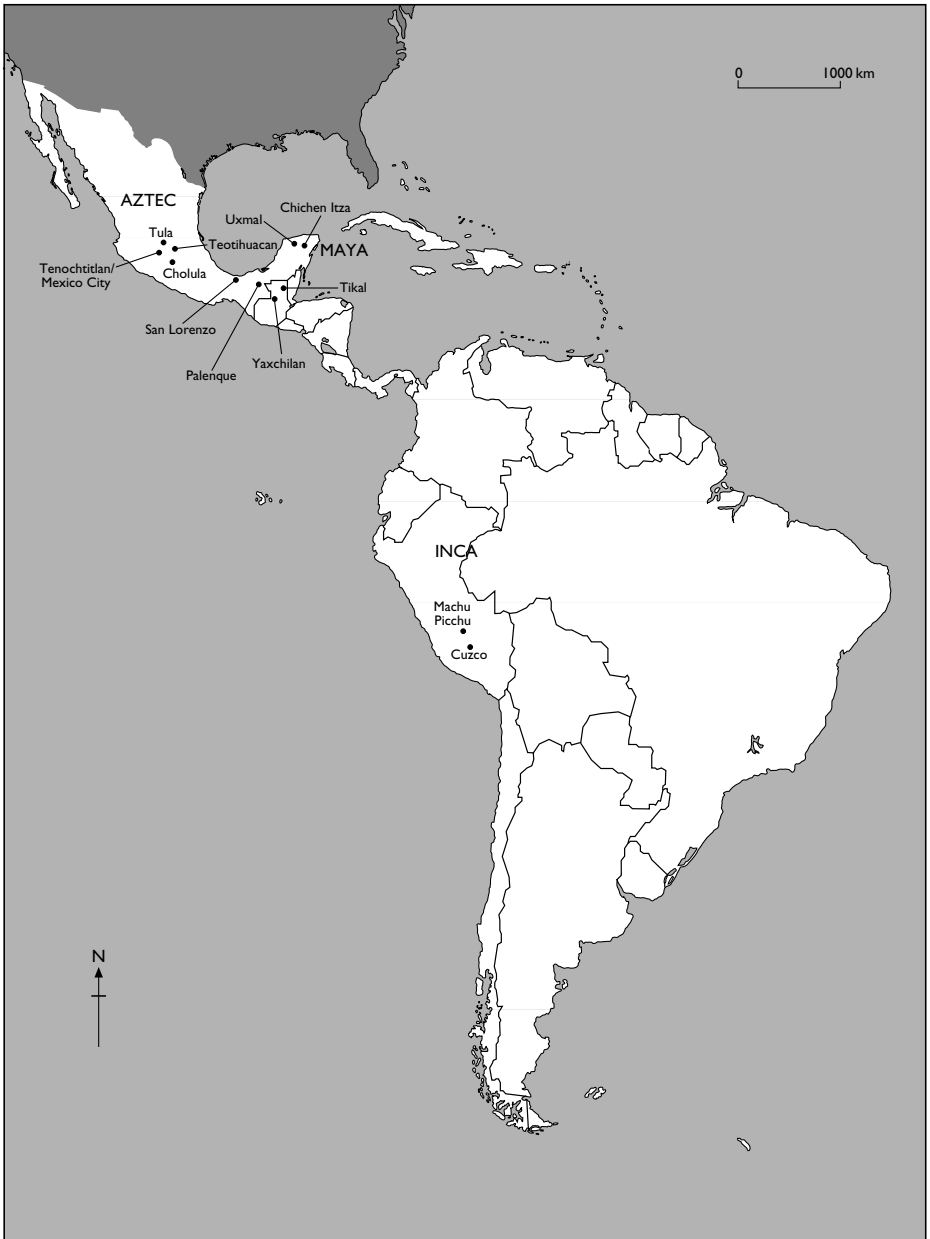 0 1000 km
AZTEC
Chichen Itza
Uxmal
Tula
Teotihuacan
MAYA
Tenochtitlan/
Mexico City
Cholula
Tikal
San Lorenzo
Yaxchilan
Palenque
INCA
Machu
Picchu
Cuzco
N